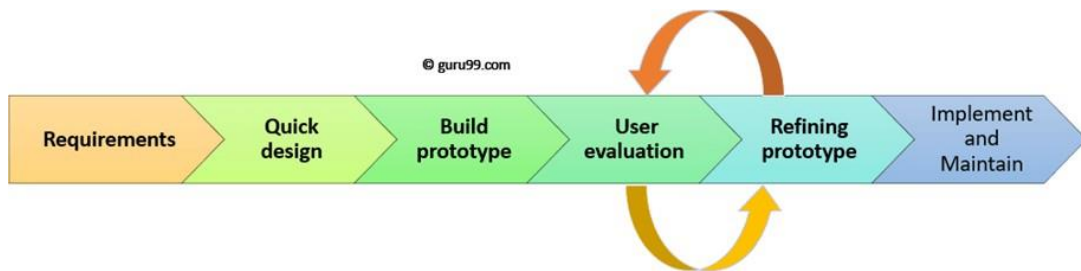 © guru99.com
Requirements
Quick
design
Build
prototype
User
evaluation
Refining
prototype
Implement
and
Maintain